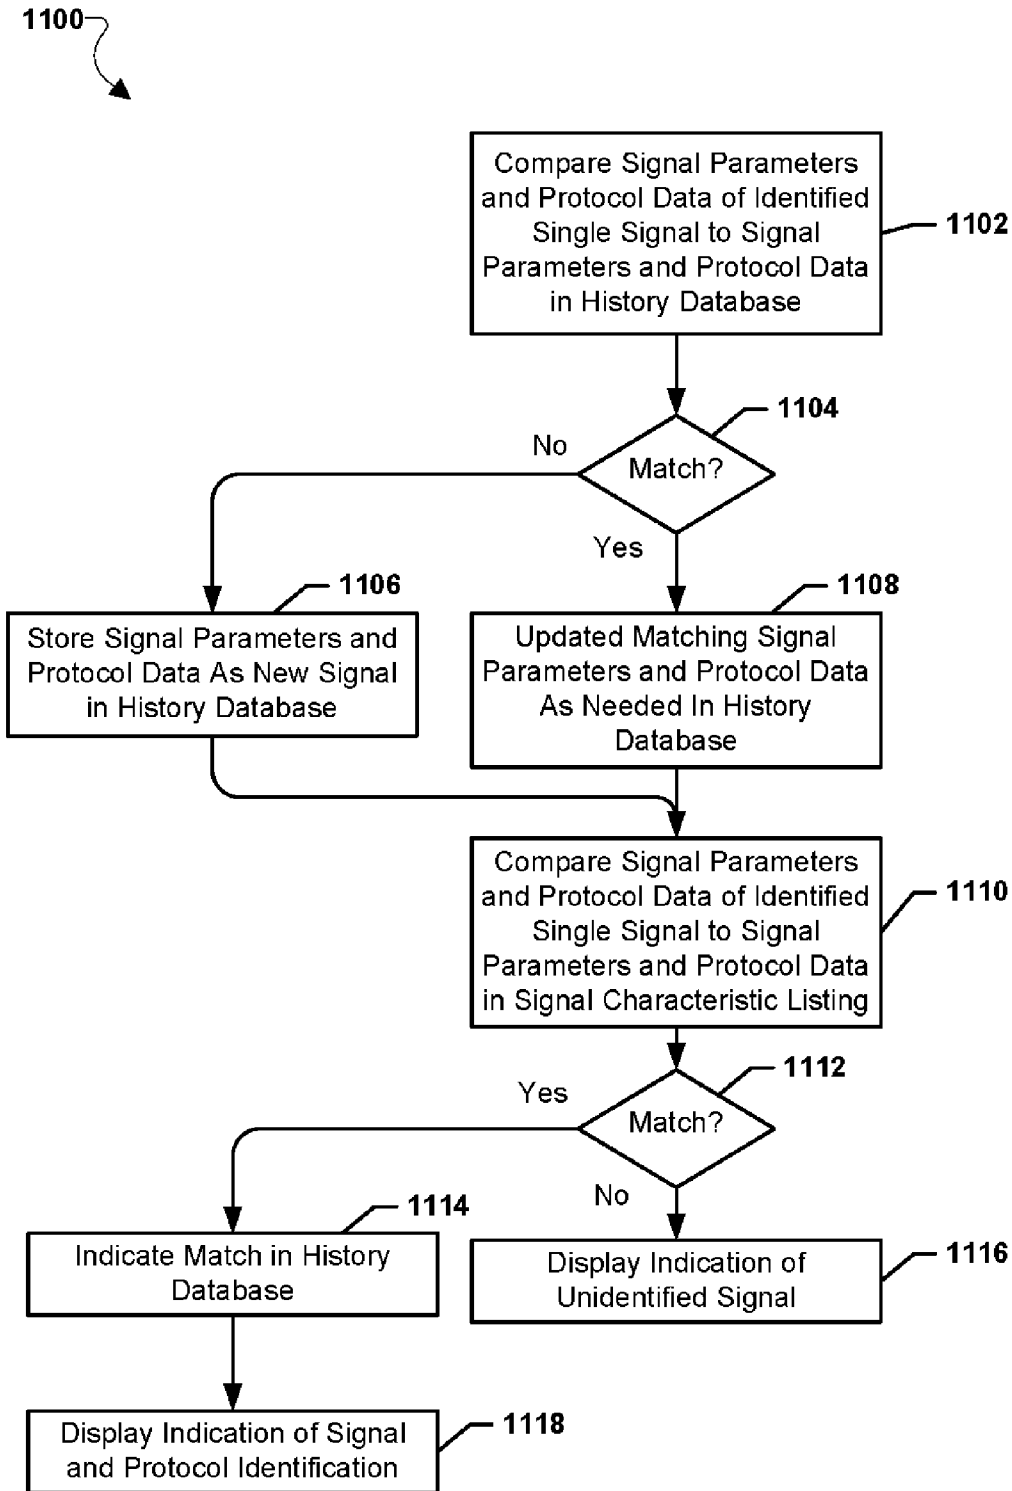 1100
Compare Signal Parameters
and Protocol Data of Identified
Single Signal to Signal
Parameters and Protocol Data
in History Database
1102
1104
Match?
No
Yes
1106
Store Signal Parameters and
Protocol Data As New Signal
in History Database
1108
Updated Matching Signal
Parameters and Protocol Data
As Needed In History
Database
Compare Signal Parameters
and Protocol Data of Identified
Single Signal to Signal
Parameters and Protocol Data
in Signal Characteristic Listing
1110
1112
Match?
Yes
No
1114
Indicate Match in History
Database
Display Indication of
Unidentified Signal
1116
Display Indication of Signal
and Protocol Identification
1118